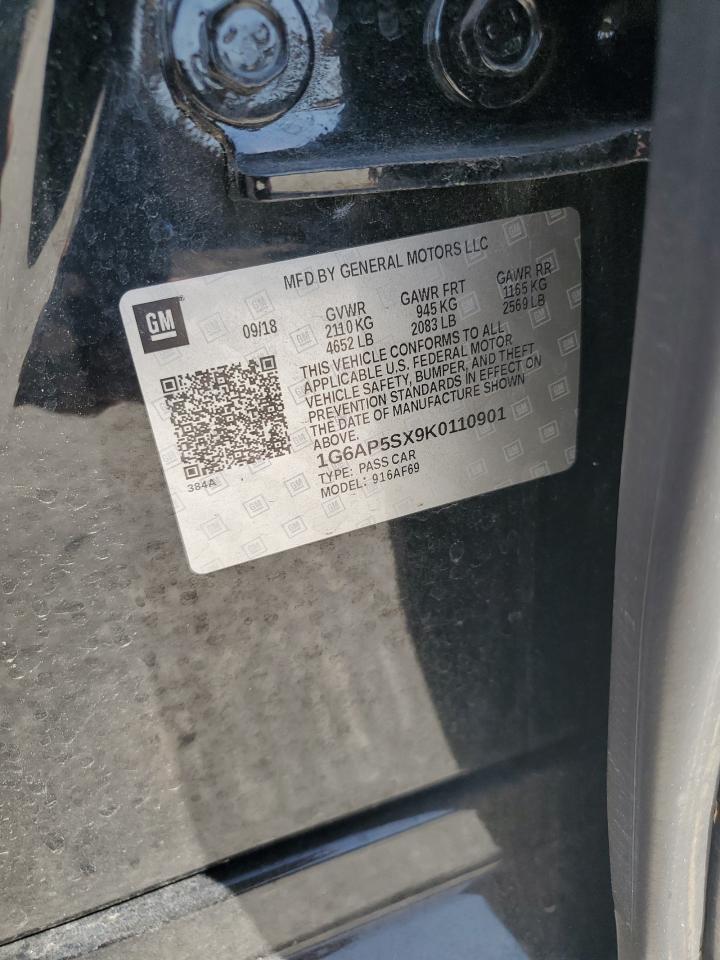 MFD BY GENERAL MOTORS LLC
GM
09/18
GVWR
2110 KG
4652 LB
GAWR FRT
945 KG
2083 LB
GAWR RR
1165 KG
2569 LB
THIS VEHICLE CONFORMS TO ALL
APPLICABLE U.S. FEDERAL MOTOR
VEHICLE SAFETY, BUMPER, AND THEFT
PREVENTION STANDARDS IN EFFECT ON
THE DATE OF MANUFACTURE SHOWN
ABOVE.
1G6AP5SX9K0110901
TYPE: PASS CAR
MODEL: 916AF69
384A